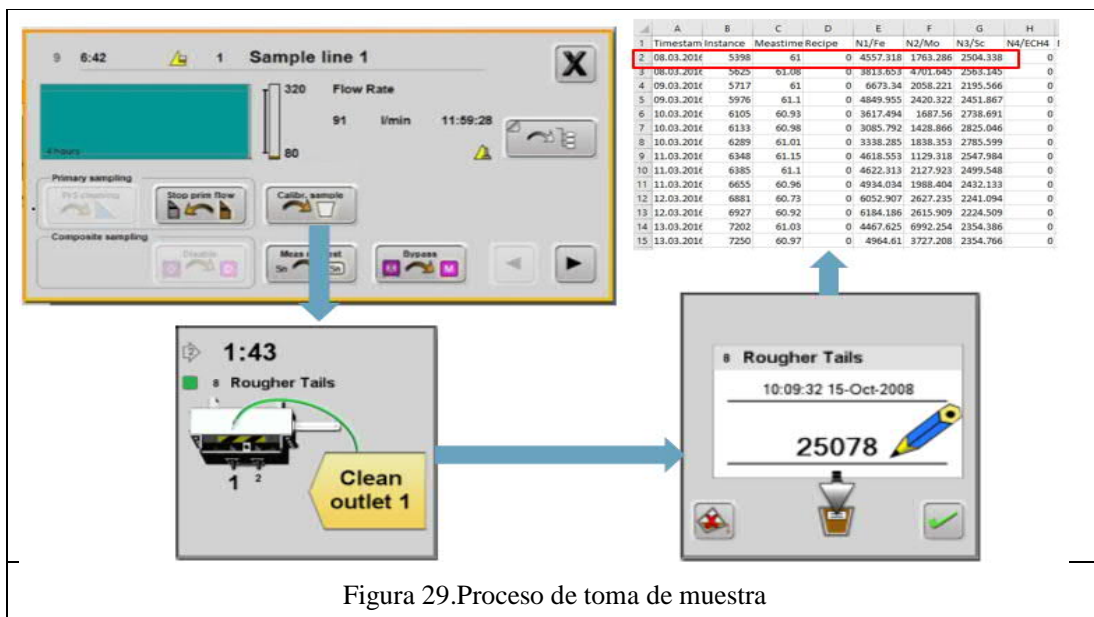 9 6:42 1 Sample line 1 X
320 Flow Rate
91 l/min 11:59:28
80
4 hours
Primary sampling
Stop prim flow
Calibr. sample
Composite sampling
Disable
Bypass
M
A B C D E F G H
1 Timestam Instance Meastime Recipe N1/Fe N2/Mo N3/Sc N4/ECH4
2 08.03.2016 5398 61 0 4557.318 1763.286 2504.338 0
3 08.03.2016 5625 61.08 0 3813.653 4701.645 2563.145 0
4 09.03.2016 5717 61 0 6673.34 2058.221 2195.566 0
5 09.03.2016 5976 61.1 0 4849.955 2420.322 2451.867 0
6 10.03.2016 6105 60.93 0 3617.494 1687.56 2738.691 0
7 10.03.2016 6133 60.98 0 3085.792 1428.866 2825.046 0
8 10.03.2016 6289 61.01 0 3338.285 1838.353 2785.599 0
9 11.03.2016 6348 61.15 0 4618.553 1129.318 2547.984 0
10 11.03.2016 6385 61.1 0 4622.313 2127.923 2499.548 0
11 11.03.2016 6655 60.96 0 4934.034 1988.404 2432.133 0
12 12.03.2016 6881 60.73 0 6052.907 2627.235 2241.094 0
13 12.03.2016 6927 60.92 0 6184.186 2615.909 2224.509 0
14 13.03.2016 7202 61.03 0 4467.625 6992.254 2354.386 0
15 13.03.2016 7250 60.97 0 4964.61 3727.208 2354.766 0
1:43
8 Rougher Tails
1 2
Clean
outlet 1
8 Rougher Tails
10:09:32 15-Oct-2008
25078
Figura 29.Proceso de toma de muestra